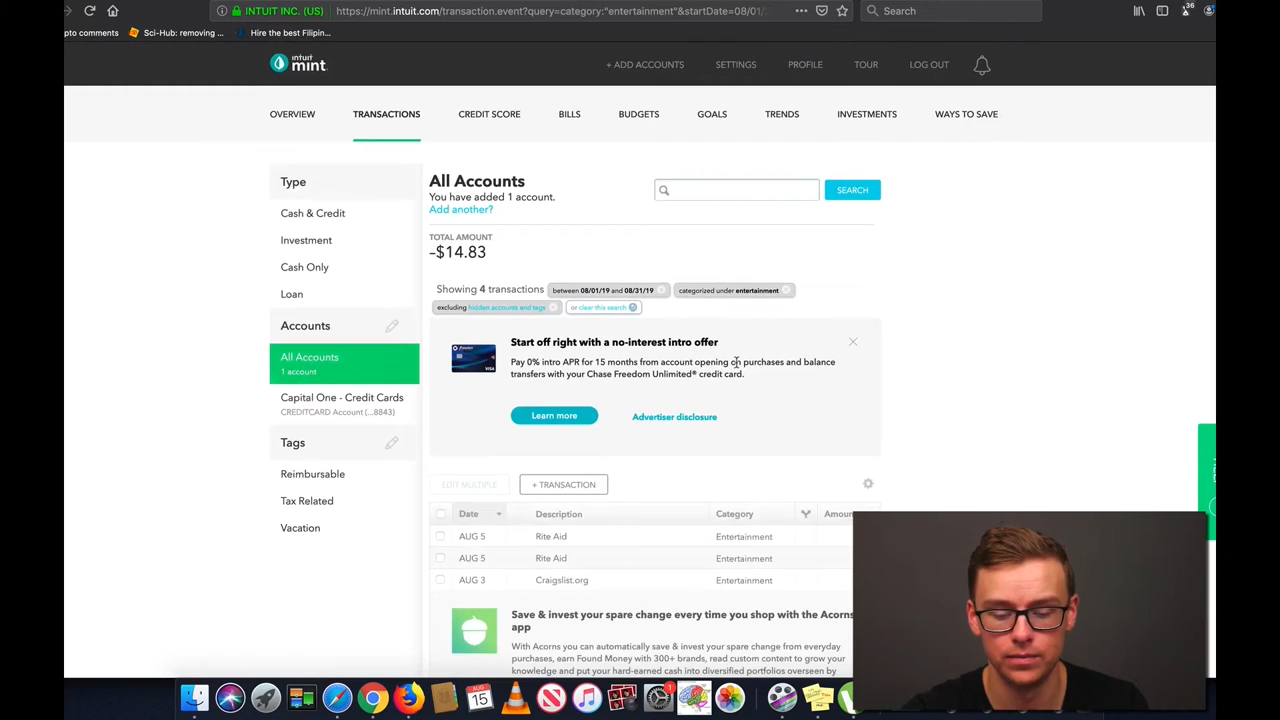 INTUIT INC. (US)
https://mint.intuit.com/transaction.event?query=category:"entertainment"&startDate=08/01/
Search
36
pto comments
Sci-Hub: removing ...
Hire the best Filipin...
intuit
mint
+ ADD ACCOUNTS
SETTINGS
PROFILE
TOUR
LOG OUT
OVERVIEW
TRANSACTIONS
CREDIT SCORE
BILLS
BUDGETS
GOALS
TRENDS
INVESTMENTS
WAYS TO SAVE
Type
Cash & Credit
Investment
Cash Only
Loan
Accounts
All Accounts
1 account
Capital One - Credit Cards
CREDITCARD Account (...8843)
Tags
Reimbursable
Tax Related
Vacation
All Accounts
You have added 1 account.
Add another?
SEARCH
TOTAL AMOUNT
–$14.83
Showing 4 transactions
between 08/01/19 and 08/31/19
categorized under entertainment
excluding hidden accounts and tags
or clear this search
Start off right with a no-interest intro offer
Pay 0% intro APR for 15 months from account opening on purchases and balance
transfers with your Chase Freedom Unlimited® credit card.
VISA
Learn more
Advertiser disclosure
EDIT MULTIPLE
+ TRANSACTION
Date
Description
Category
Amoun
AUG 5
Rite Aid
Entertainment
AUG 5
Rite Aid
Entertainment
AUG 3
Craigslist.org
Entertainment
Save & invest your spare change every time you shop with the Acorns
app
With Acorns you can automatically save & invest your spare change from everyday
purchases, earn Found Money with 300+ brands, read custom content to grow your
knowledge and put your hard-earned cash into diversified portfolios overseen by
AUG
15
1